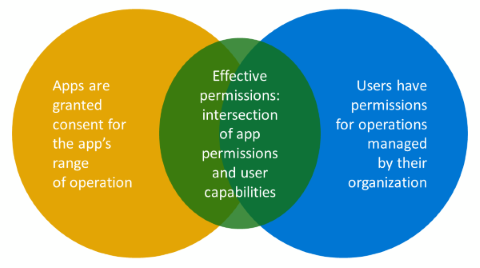 Apps are
granted
consent for
the app's
range
of operation
Effective
permissions:
intersection
of app
permissions
and user
capabilities
Users have
permissions
for operations
managed
by their
organization